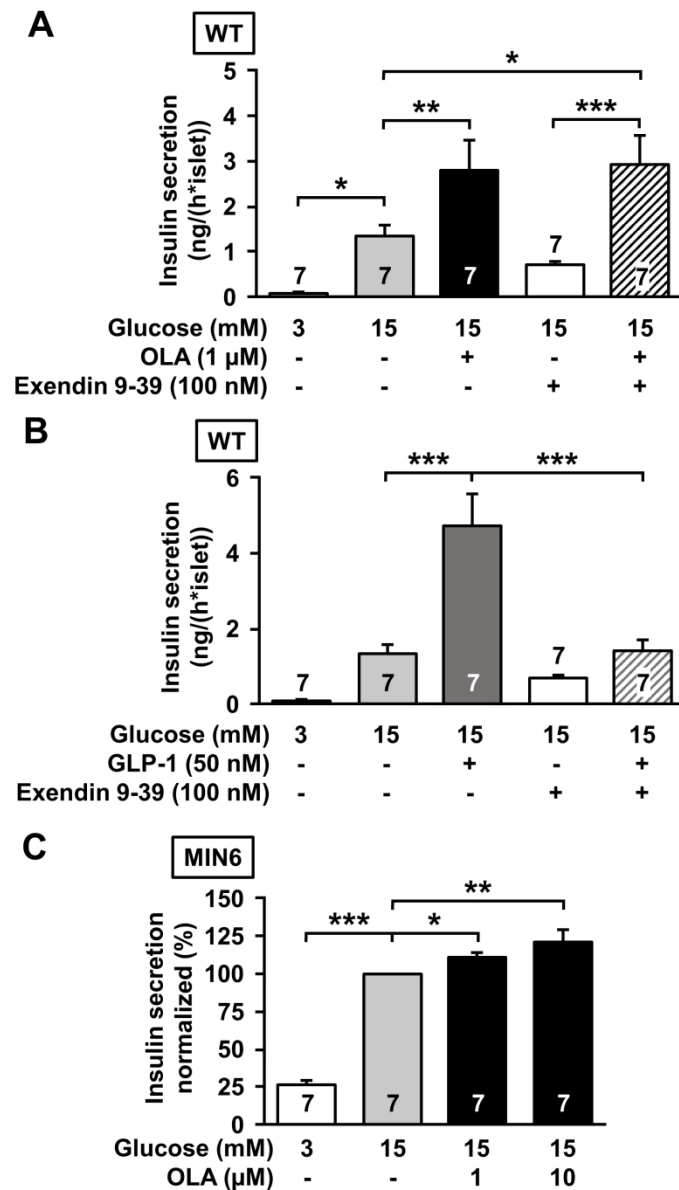 A
WT
Insulin secretion
(ng/(h*islet))
5
4
3
2
1
0
*
**
***
*
7
7
7
7
7
Glucose (mM) 3 15 15 15 15
OLA (1 µM) - - + - +
Exendin 9-39 (100 nM) - - - + +
B
WT
Insulin secretion
(ng/(h*islet))
6
4
2
0
***
***
7
7
7
7
7
Glucose (mM) 3 15 15 15 15
GLP-1 (50 nM) - - + - +
Exendin 9-39 (100 nM) - - - + +
C
MIN6
Insulin secretion
normalized (%)
150
125
100
75
50
25
0
**
***
*
7
7
7
7
Glucose (mM) 3 15 15 15
OLA (µM) - - 1 10